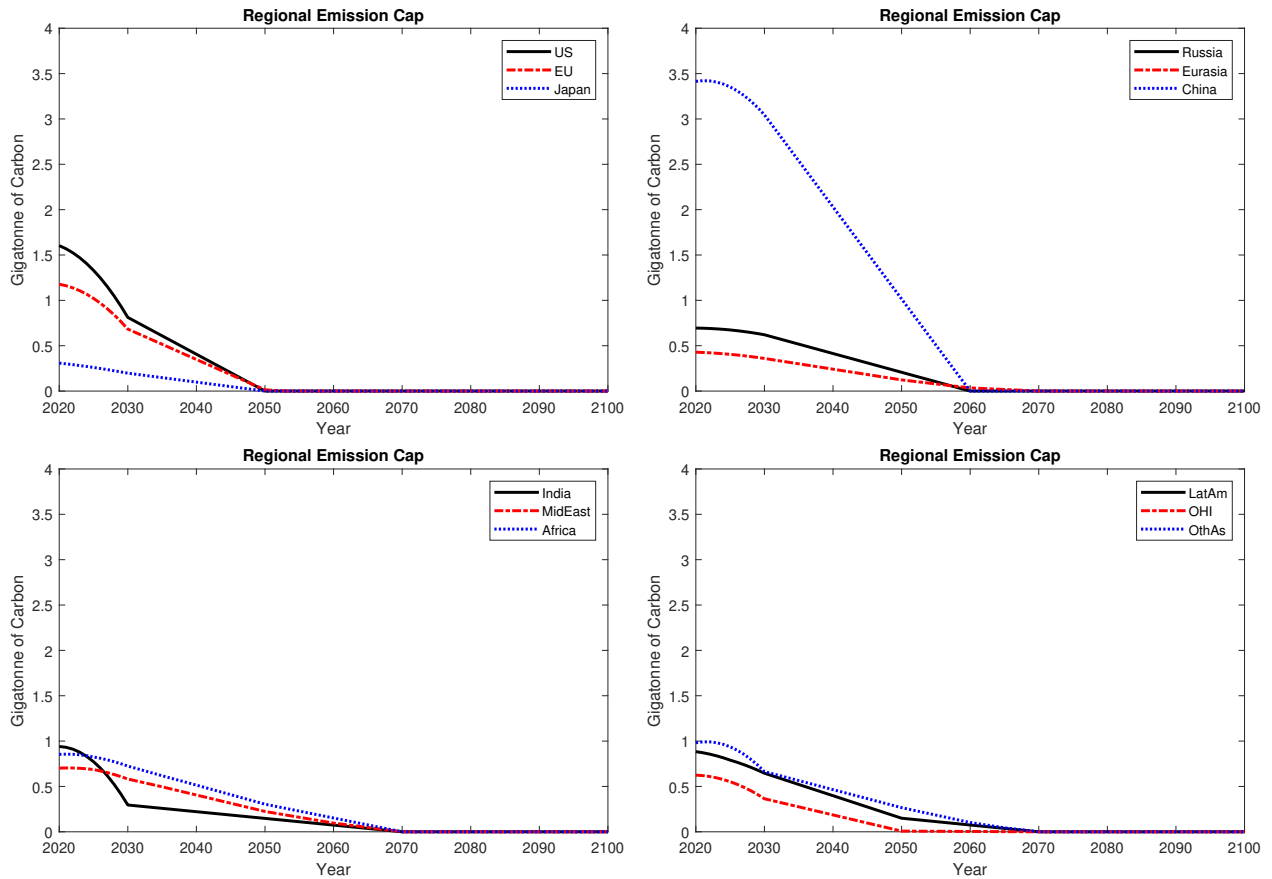 Regional Emission Cap
4
3.5
3
2.5
2
1.5
1
0.5
0
Gigatonne of Carbon
US
EU
Japan
2020 2030 2040 2050 2060 2070 2080 2090 2100
Year
Regional Emission Cap
4
3.5
3
2.5
2
1.5
1
0.5
0
Gigatonne of Carbon
Russia
Eurasia
China
2020 2030 2040 2050 2060 2070 2080 2090 2100
Year
Regional Emission Cap
4
3.5
3
2.5
2
1.5
1
0.5
0
Gigatonne of Carbon
India
MidEast
Africa
2020 2030 2040 2050 2060 2070 2080 2090 2100
Year
Regional Emission Cap
4
3.5
3
2.5
2
1.5
1
0.5
0
Gigatonne of Carbon
LatAm
OHI
OthAs
2020 2030 2040 2050 2060 2070 2080 2090 2100
Year